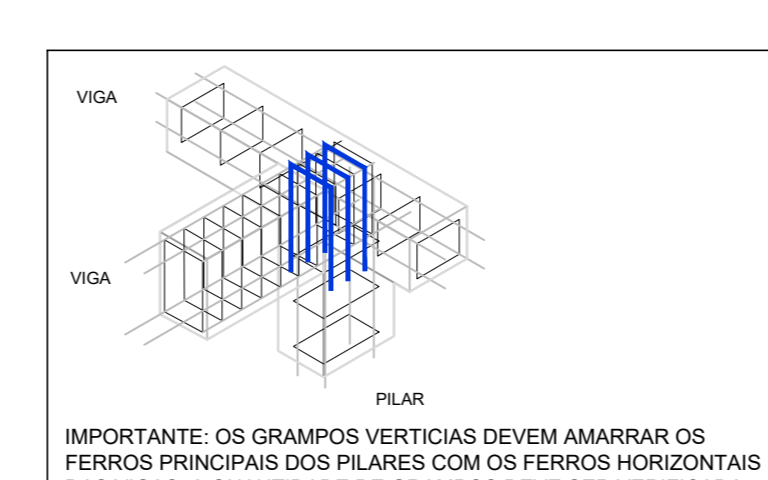 VIGA
VIGA
PILAR
IMPORTANTE: OS GRAMPOS VERTICIAS DEVEM AMARRAR OS
FERROS PRINCIPAIS DOS PILARES COM OS FERROS HORIZONTAIS